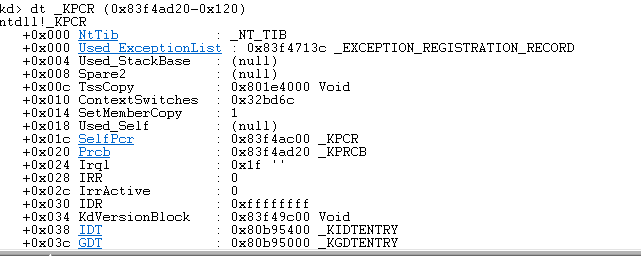 kd> dt _KPCR (0x83f4ad20-0x120)
ntdll!_KPCR
+0x000 NtTib : _NT_TIB
+0x000 Used_ExceptionList : 0x83f4713c _EXCEPTION_REGISTRATION_RECORD
+0x004 Used_StackBase : (null)
+0x008 Spare2 : (null)
+0x00c TssCopy : 0x801e4000 Void
+0x010 ContextSwitches : 0x32bd6c
+0x014 SetMemberCopy : 1
+0x018 Used_Self : (null)
+0x01c SelfPcr : 0x83f4ac00 _KPCR
+0x020 Prcb : 0x83f4ad20 _KPRCB
+0x024 Irql : 0x1f ''
+0x028 IRR : 0
+0x02c IrrActive : 0
+0x030 IDR : 0xffffffff
+0x034 KdVersionBlock : 0x83f49c00 Void
+0x038 IDT : 0x80b95400 _KIDTENTRY
+0x03c GDT : 0x80b95000 _KGDTENTRY